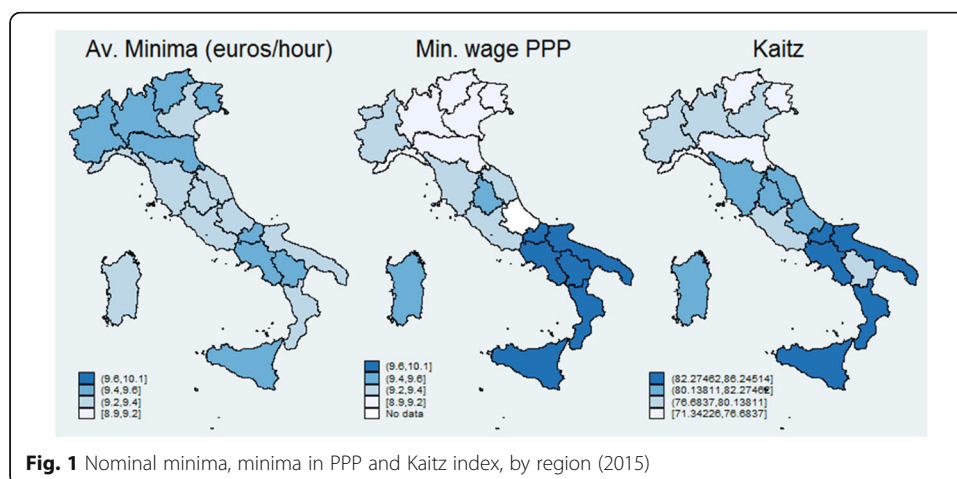 Av. Minima (euros/hour)
Min. wage PPP
Kaitz
(9.6,10.1]
(9.4,9.6]
(9.2,9.4]
[8.9,9.2]
(9.6,10.1]
(9.4,9.6]
(9.2,9.4]
[8.9,9.2]
No data
(82.27462,86.24514]
(80.13811,82.27462]
(76.6837,80.13811]
[71.34226,76.6837]
Fig. 1 Nominal minima, minima in PPP and Kaitz index, by region (2015)